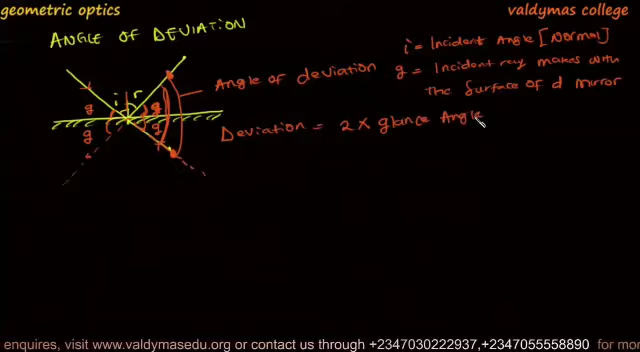 geometric optics
valdymas college
ANGLE OF DEVIATION
i = Incident Angle [Normal]
g = Incident ray makes with
The Surface of d mirror
Angle of deviation
i r
g g
g g
Deviation = 2 x glance Angle
enquires, visit www.valdymasedu.org or contact us through +2347030222937,+2347055558890 for mor